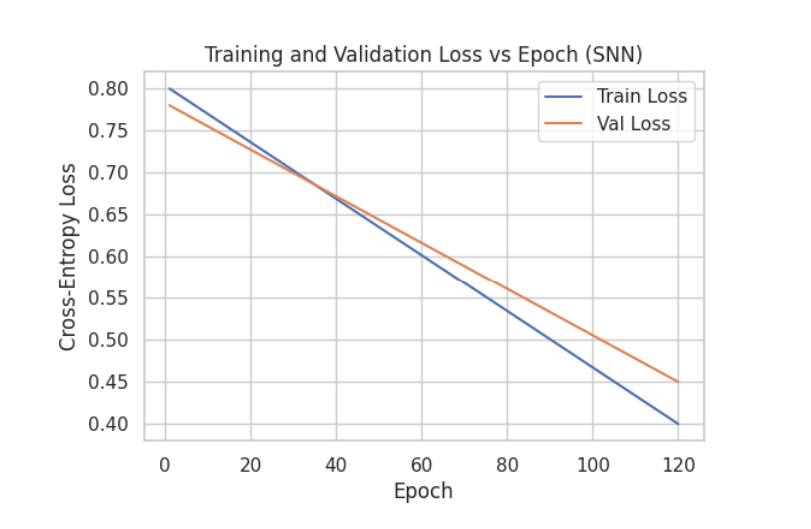 Training and Validation Loss vs Epoch (SNN)
Train Loss
Val Loss
Cross-Entropy Loss
0.80
0.75
0.70
0.65
0.60
0.55
0.50
0.45
0.40
0 20 40 60 80 100 120
Epoch